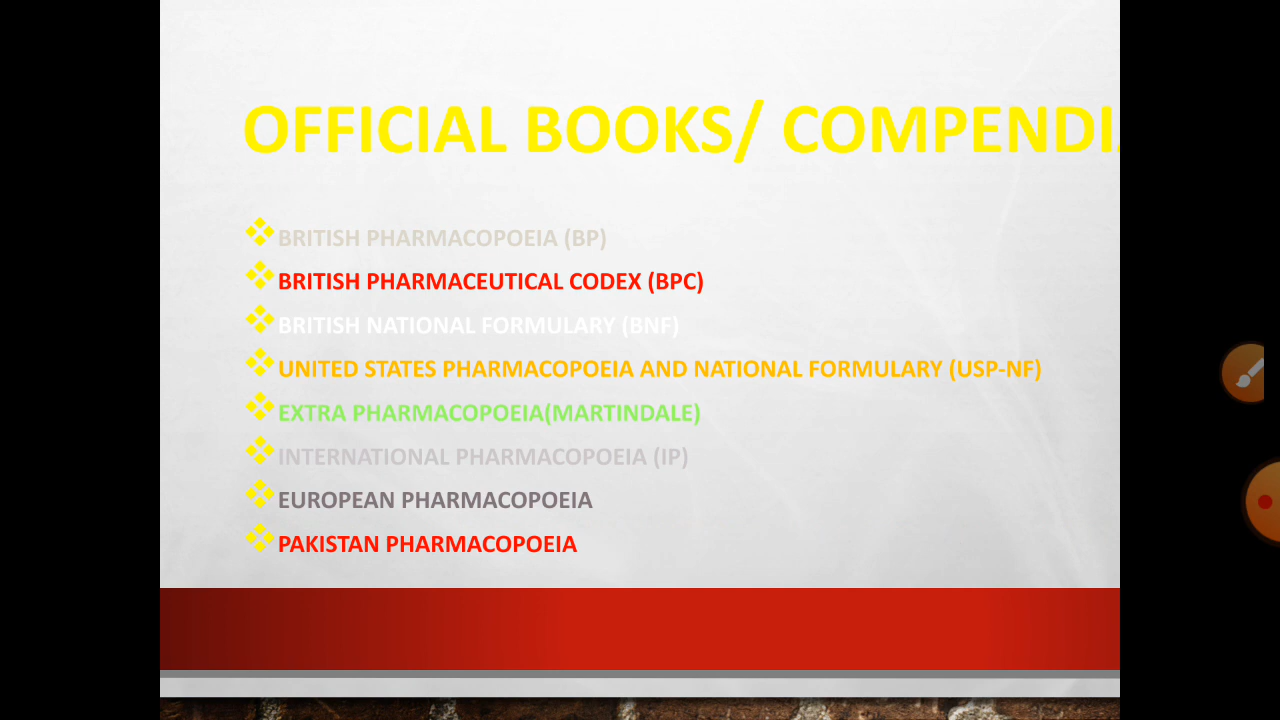 OFFICIAL BOOKS/ COMPENDI
BRITISH PHARMACOPOEIA (BP)
BRITISH PHARMACEUTICAL CODEX (BPC)
BRITISH NATIONAL FORMULARY (BNF)
UNITED STATES PHARMACOPOEIA AND NATIONAL FORMULARY (USP-NF)
EXTRA PHARMACOPOEIA(MARTINDALE)
INTERNATIONAL PHARMACOPOEIA (IP)
EUROPEAN PHARMACOPOEIA
PAKISTAN PHARMACOPOEIA